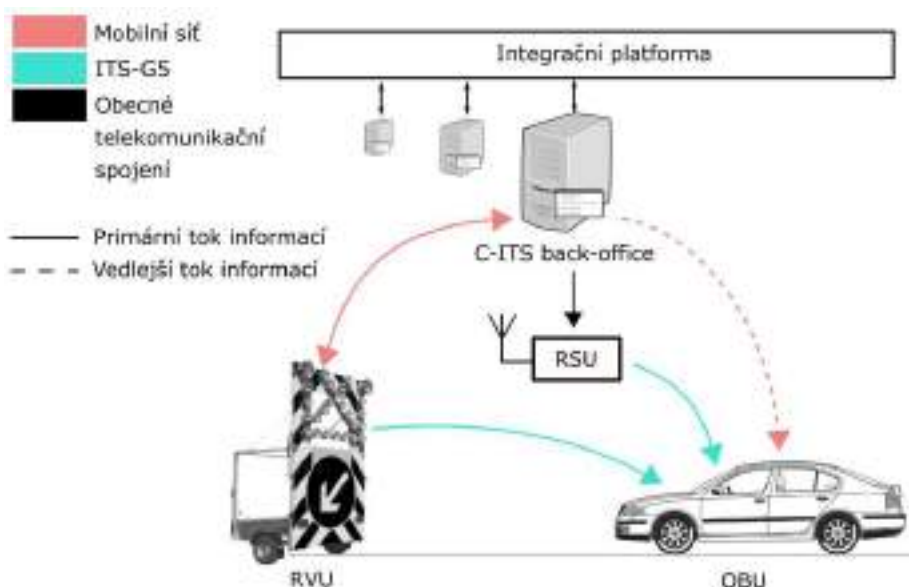 Mobilní síť
ITS-G5
Obecné
telekomunikační
spojení
Primární tok informací
Vedlejší tok informací
Integrační platforma
C-ITS back-office
RSU
RVU
OBU